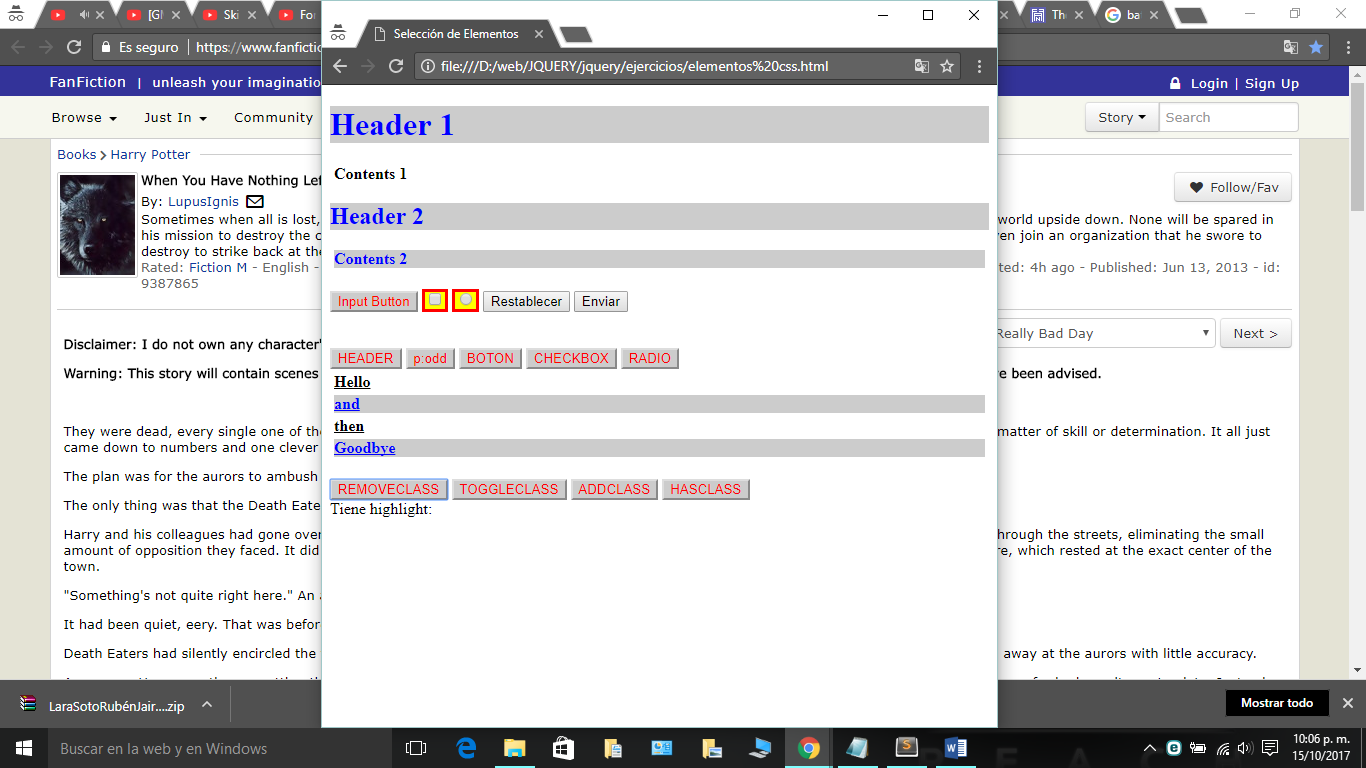 [Gl
Ski
For
Th
ba
Selección de Elementos
Es seguro | https://www.fanfictio
file:///D:/web/JQUERY/jquery/ejercicios/elementos%20css.html
FanFiction | unleash your imagination
Login | Sign Up
Browse
Just In
Community
Story
Search
Books
Harry Potter
When You Have Nothing Lef
Follow/Fav
By: LupusIgnis
Sometimes when all is lost,
world upside down. None will be spared in
his mission to destroy the
en join an organization that he swore to
destroy to strike back at the
Rated: Fiction M - English -
ted: 4h ago - Published: Jun 13, 2013 - id:
9387865
Really Bad Day
Next >
Disclaimer: I do not own any character'
Warning: This story will contain scenes
e been advised.
They were dead, every single one of the
matter of skill or determination. It all just
came down to numbers and one clever
The plan was for the aurors to ambush
The only thing was that the Death Eate
Harry and his colleagues had gone over
hrough the streets, eliminating the small
amount of opposition they faced. It did
re, which rested at the exact center of the
town.
"Something's not quite right here." An
It had been quiet, eery. That was befor
Death Eaters had silently encircled the
away at the aurors with little accuracy.
Header 1
Contents 1
Header 2
Contents 2
Input Button
Restablecer
Enviar
HEADER
p:odd
BOTON
CHECKBOX
RADIO
Hello
and
then
Goodbye
REMOVECLASS
TOGGLECLASS
ADDCLASS
HASCLASS
Tiene highlight:
LaraSotoRubénJair....zip
Mostrar todo
Buscar en la web y en Windows
10:06 p. m.
15/10/2017